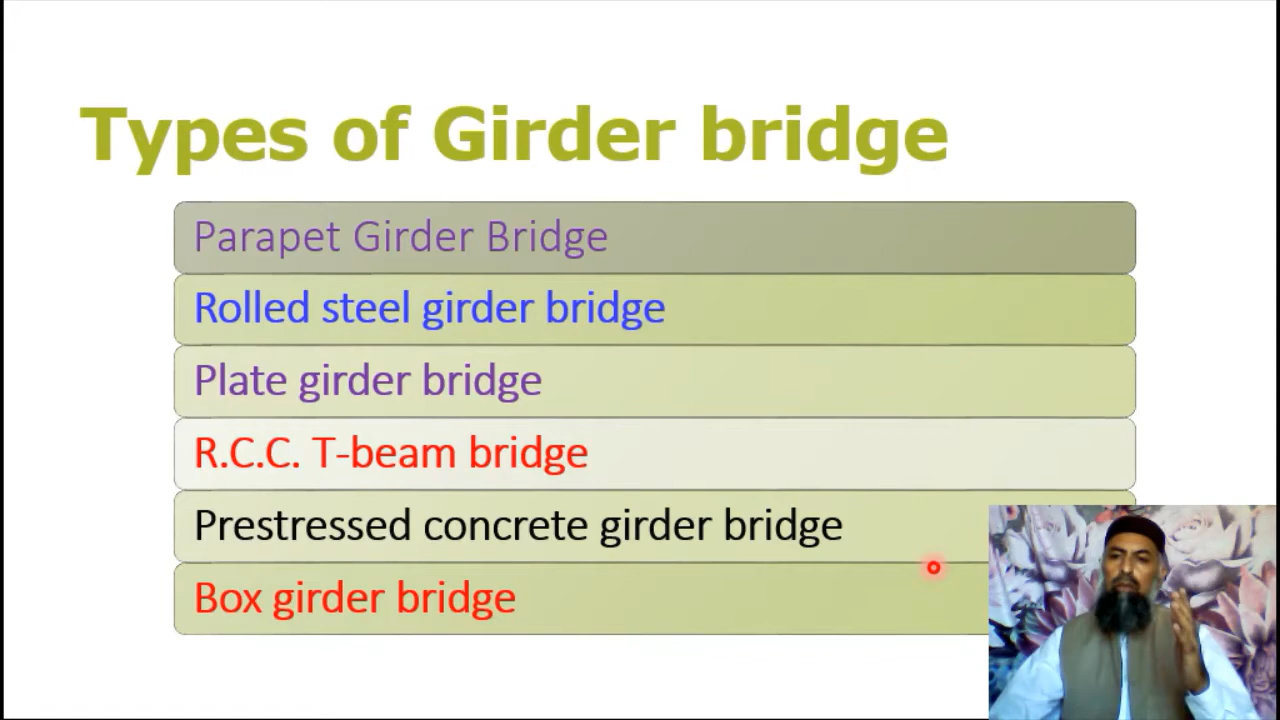 Types of Girder bridge
Parapet Girder Bridge
Rolled steel girder bridge
Plate girder bridge
R.C.C. T-beam bridge
Prestressed concrete girder bridge
Box girder bridge